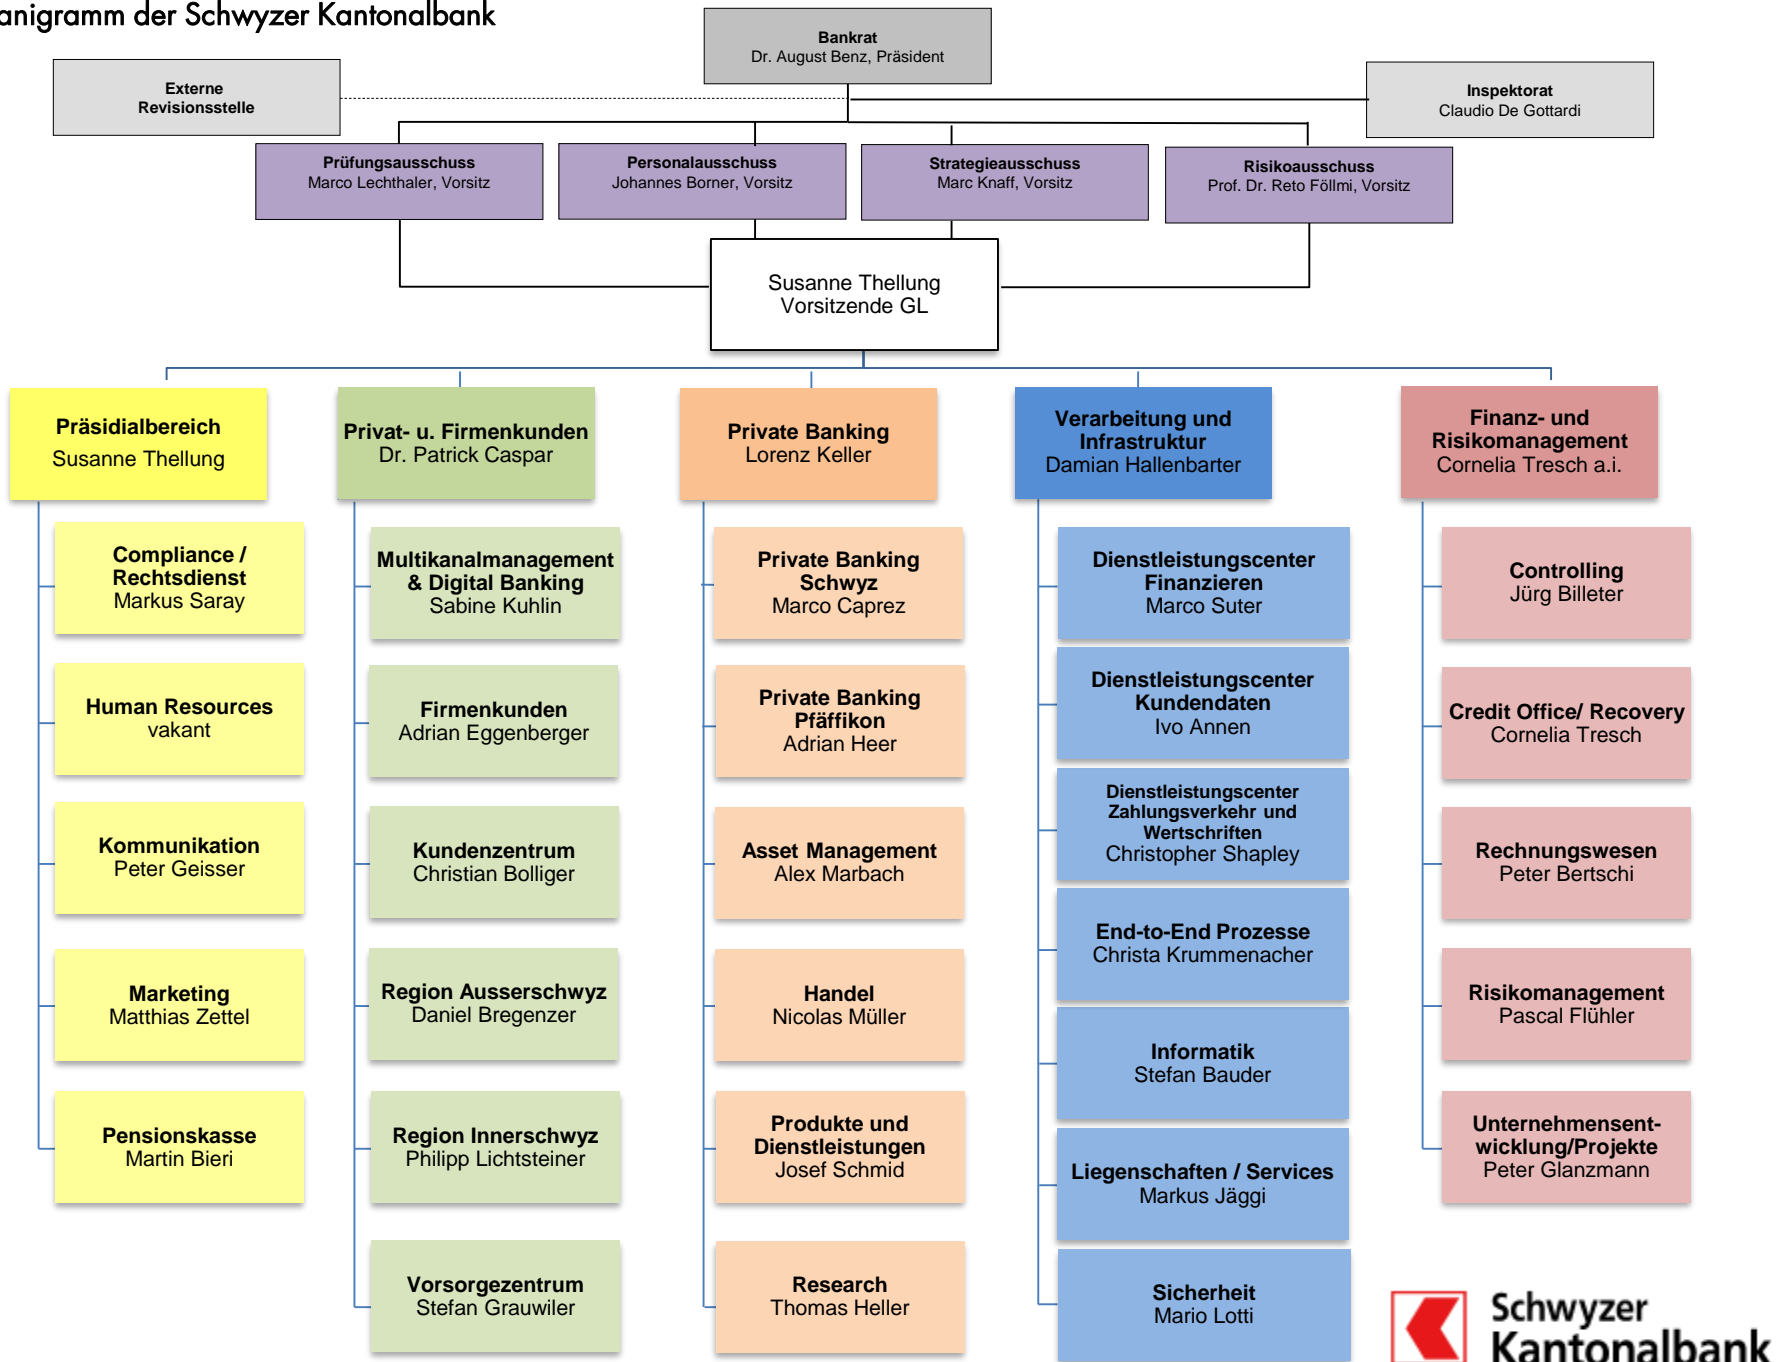 anigramm der Schwyzer Kantonalbank
Bankrat
Dr. August Benz, Präsident
Externe
Revisionsstelle
Inspektorat
Claudio De Gottardi
Prüfungsausschuss
Marco Lechthaler, Vorsitz
Personalausschuss
Johannes Borner, Vorsitz
Strategieausschuss
Marc Knaff, Vorsitz
Risikoausschuss
Prof. Dr. Reto Föllmi, Vorsitz
Susanne Thellung
Vorsitzende GL
Präsidialbereich
Susanne Thellung
Compliance /
Rechtsdienst
Markus Saray
Human Resources
vakant
Kommunikation
Peter Geisser
Marketing
Matthias Zettel
Pensionskasse
Martin Bieri
Privat- u. Firmenkunden
Dr. Patrick Caspar
Multikanalmanagement
& Digital Banking
Sabine Kuhlin
Firmenkunden
Adrian Eggenberger
Kundenzentrum
Christian Bolliger
Region Ausserschwyz
Daniel Bregenzer
Region Innerschwyz
Philipp Lichtsteiner
Vorsorgezentrum
Stefan Grauwiler
Private Banking
Lorenz Keller
Private Banking
Schwyz
Marco Caprez
Private Banking
Pfäffikon
Adrian Heer
Asset Management
Alex Marbach
Handel
Nicolas Müller
Produkte und
Dienstleistungen
Josef Schmid
Research
Thomas Heller
Verarbeitung und
Infrastruktur
Damian Hallenbarter
Dienstleistungscenter
Finanzieren
Marco Suter
Dienstleistungscenter
Kundendaten
Ivo Annen
Dienstleistungscenter
Zahlungsverkehr und
Wertschriften
Christopher Shapley
End-to-End Prozesse
Christa Krummenacher
Informatik
Stefan Bauder
Liegenschaften / Services
Markus Jäggi
Sicherheit
Mario Lotti
Finanz- und
Risikomanagement
Cornelia Tresch a.i.
Controlling
Jürg Billeter
Credit Office/ Recovery
Cornelia Tresch
Rechnungswesen
Peter Bertschi
Risikomanagement
Pascal Flühler
Unternehmensent-
wicklung/Projekte
Peter Glanzmann
Schwyzer
Kantonalbank